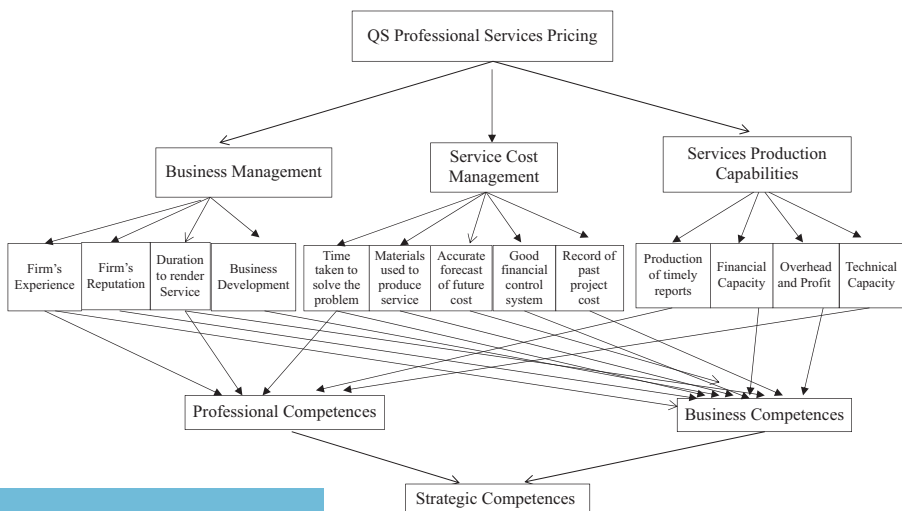 QS Professional Services Pricing
Business Management
Service Cost
Management
Services Production
Capabilities
Firm's
Experience
Firm's
Reputation
Duration
to render
Service
Business
Development
Time
taken to
solve the
problem
Materials
used to
produce
service
Accurate
forecast
of future
cost
Good
financial
control
system
Record of
past
project
cost
Production
of timely
reports
Financial
Capacity
Overhead
and Profit
Technical
Capacity
Professional Competences
Business Competences
Strategic Competences